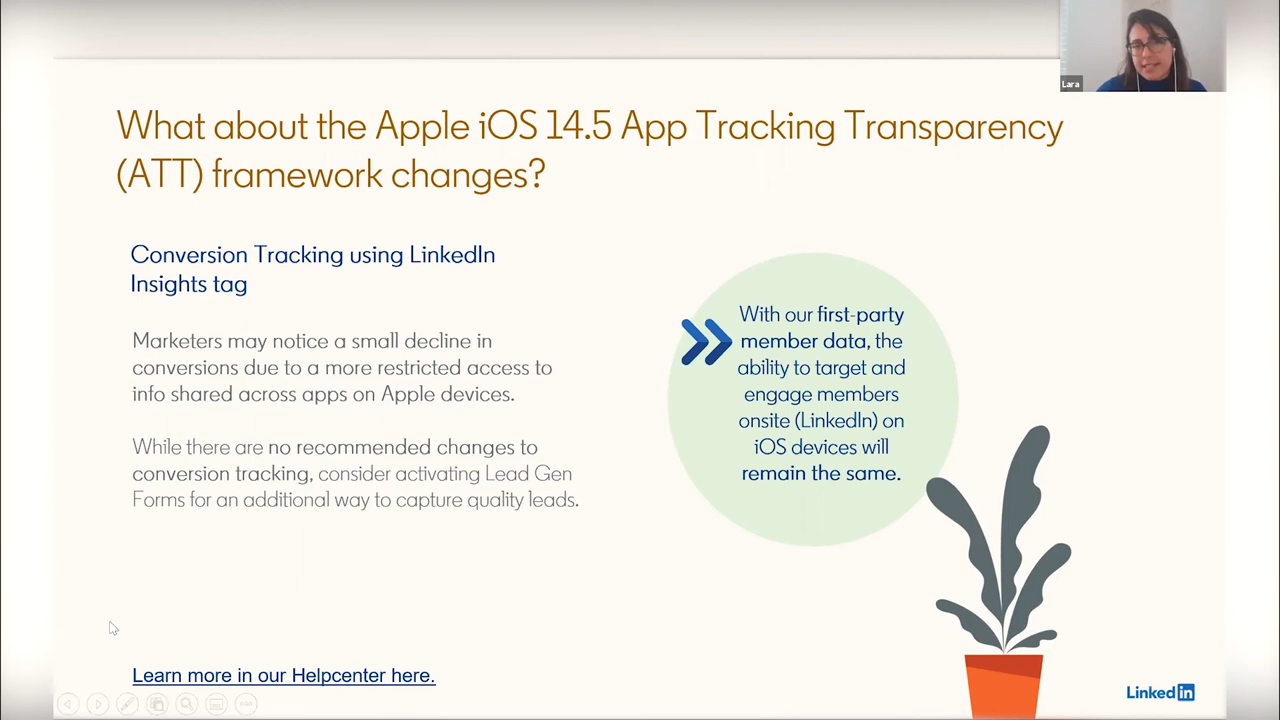 Lara
What about the Apple iOS 14.5 App Tracking Transparency
(ATT) framework changes?
Conversion Tracking using LinkedIn
Insights tag
Marketers may notice a small decline in
conversions due to a more restricted access to
info shared across apps on Apple devices.
While there are no recommended changes to
conversion tracking, consider activating Lead Gen
Forms for an additional way to capture quality leads.
With our first-party
member data, the
ability to target and
engage members
onsite (LinkedIn) on
iOS devices will
remain the same.
Learn more in our Helpcenter here.
Linked in